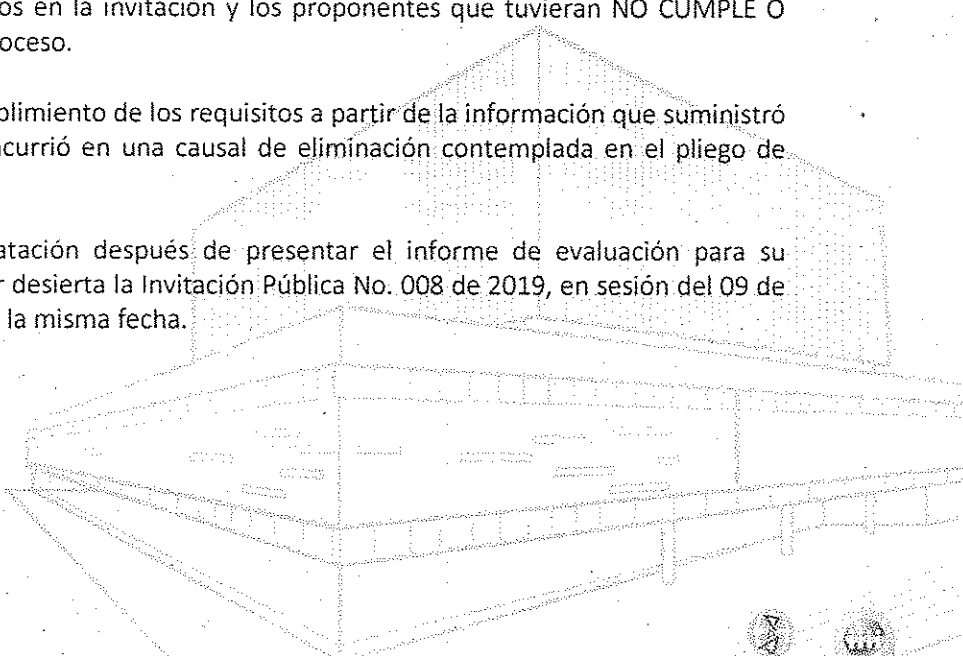 os en la invitación y los proponentes que tuvieran NO CUMPLE O
oceso.
plimiento de los requisitos a partir de la información que suministró
ncurrió en una causal de eliminación contemplada en el pliego de
atación después de presentar el informe de evaluación para su
r desierta la Invitación Pública No. 008 de 2019, en sesión del 09 de
la misma fecha.